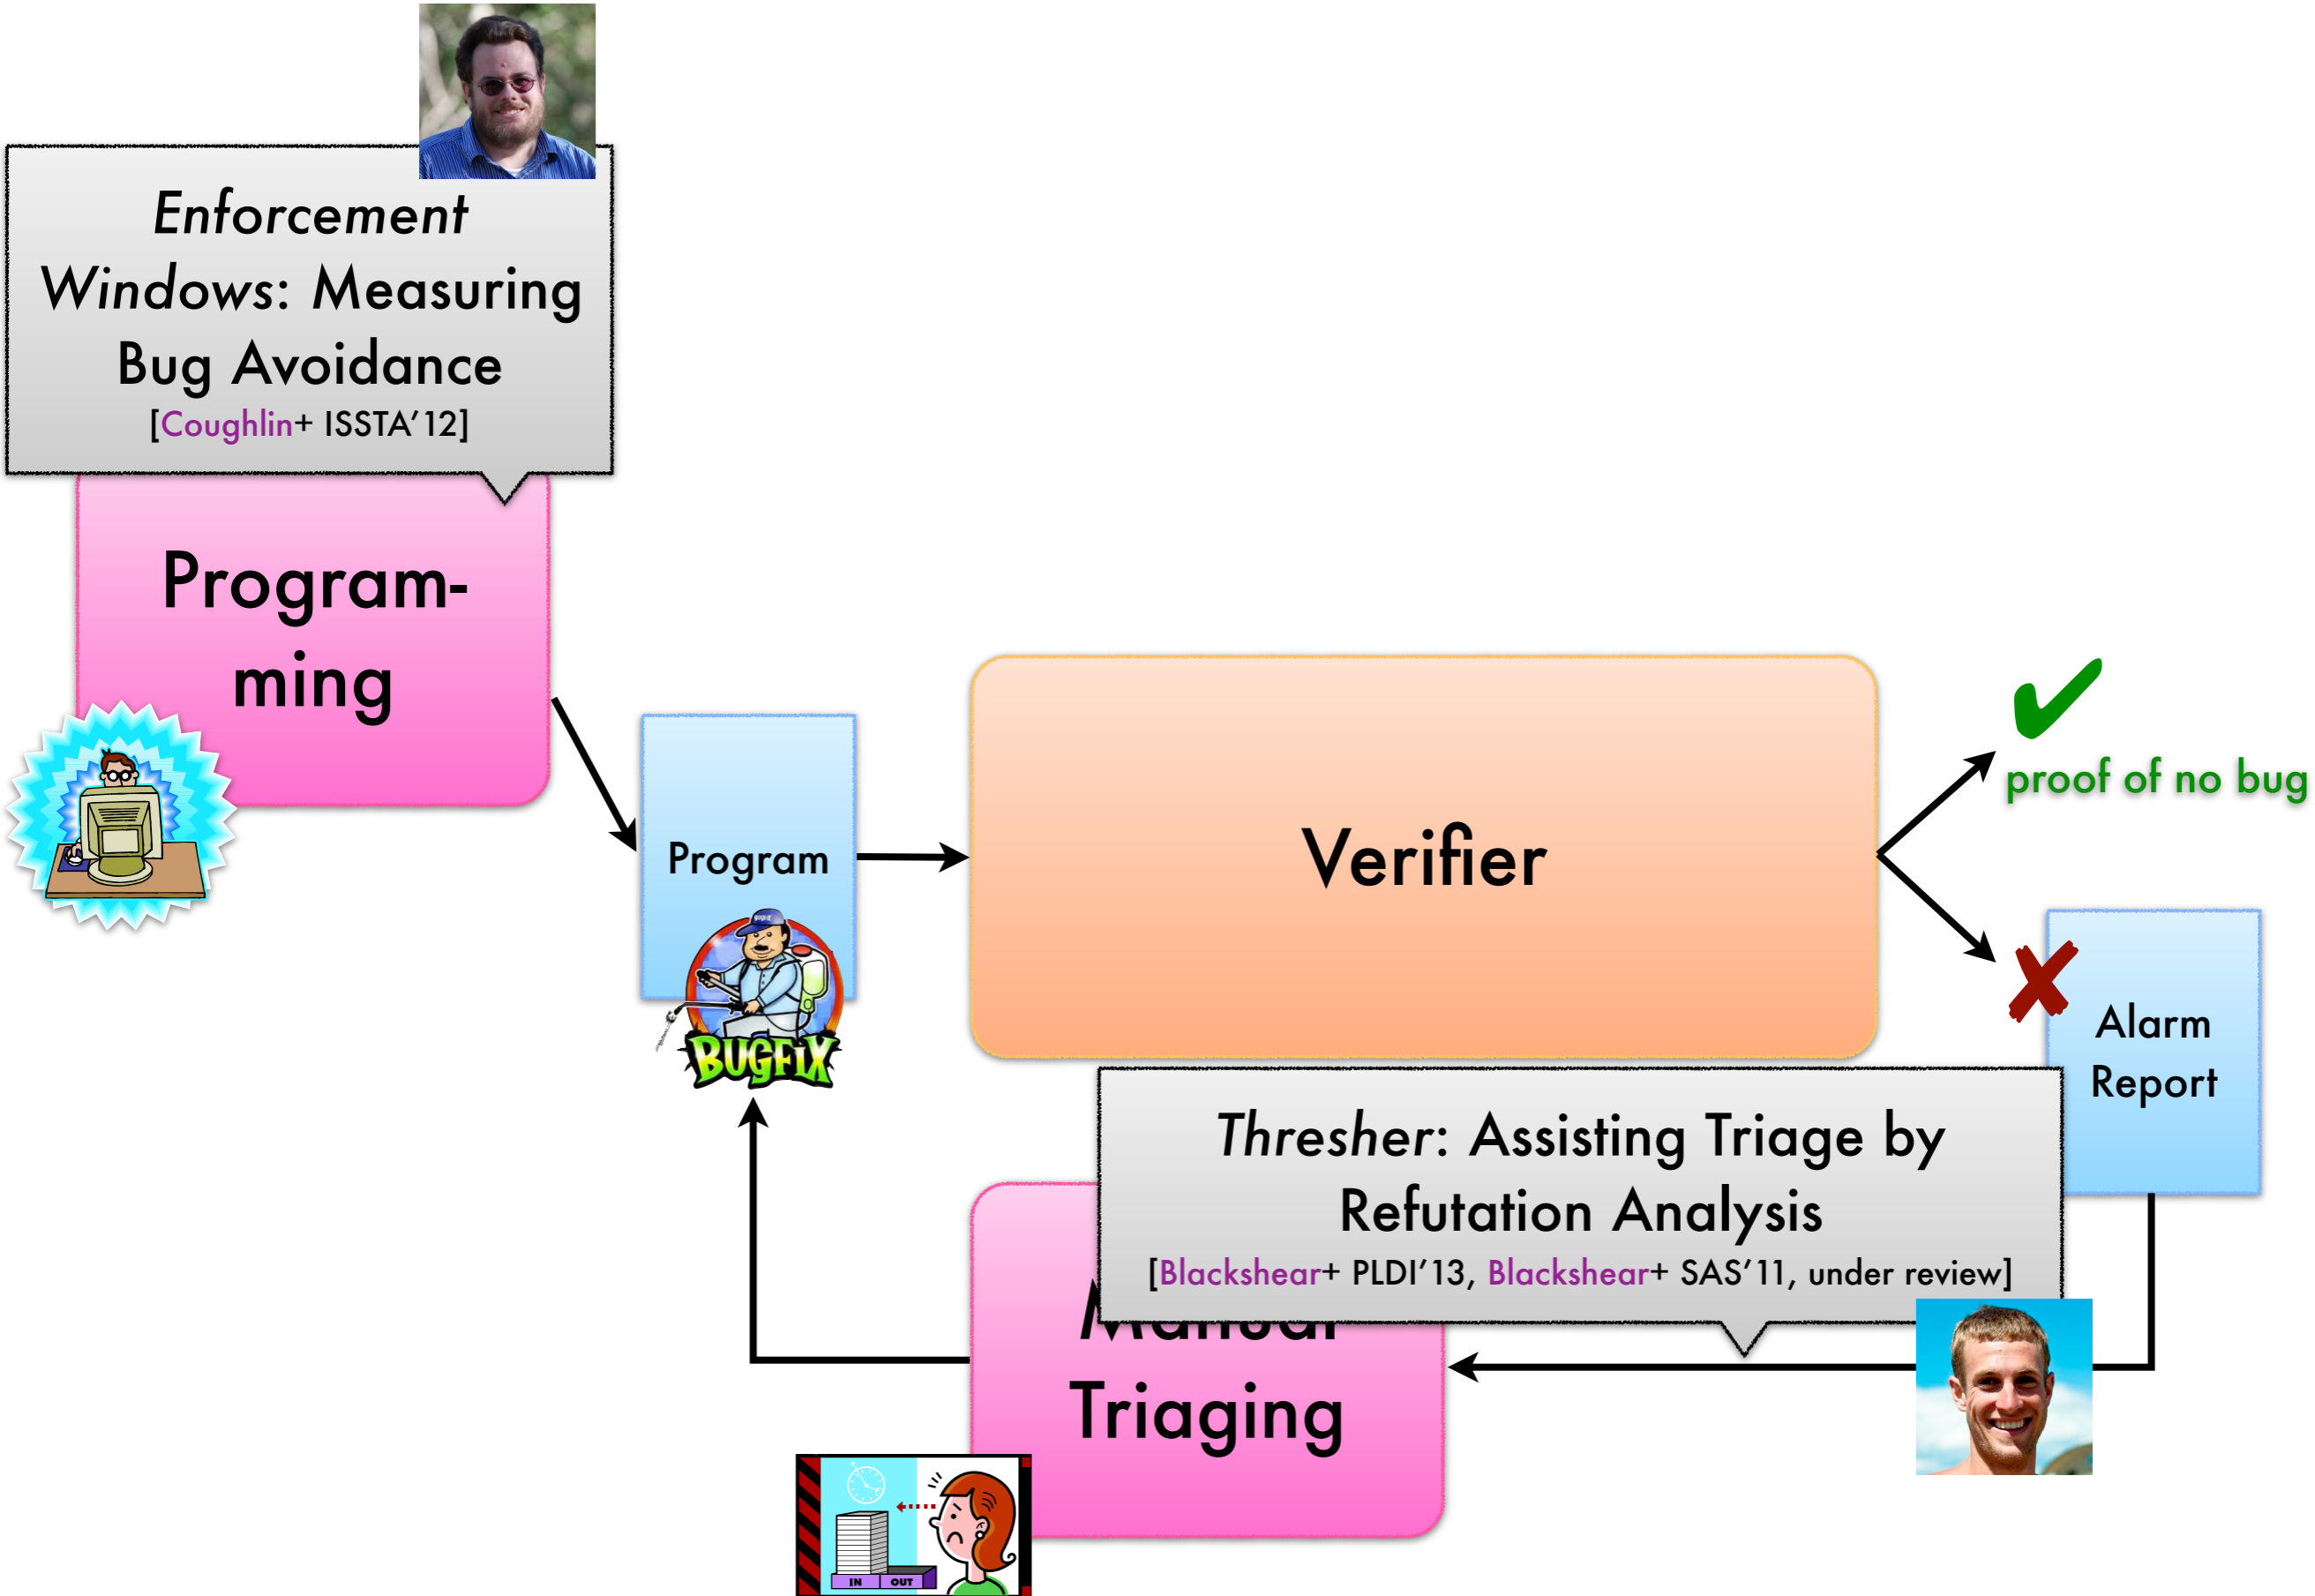 Enforcement
Windows: Measuring
Bug Avoidance
[Coughlin+ ISSTA'12]
Program-
ming
Program
BUGFIX
Verifier
✔
proof of no bug
✘
Alarm
Report
Thresher: Assisting Triage by
Refutation Analysis
[Blackshear+ PLDI'13, Blackshear+ SAS'11, under review]
Manual
Triaging
IN OUT